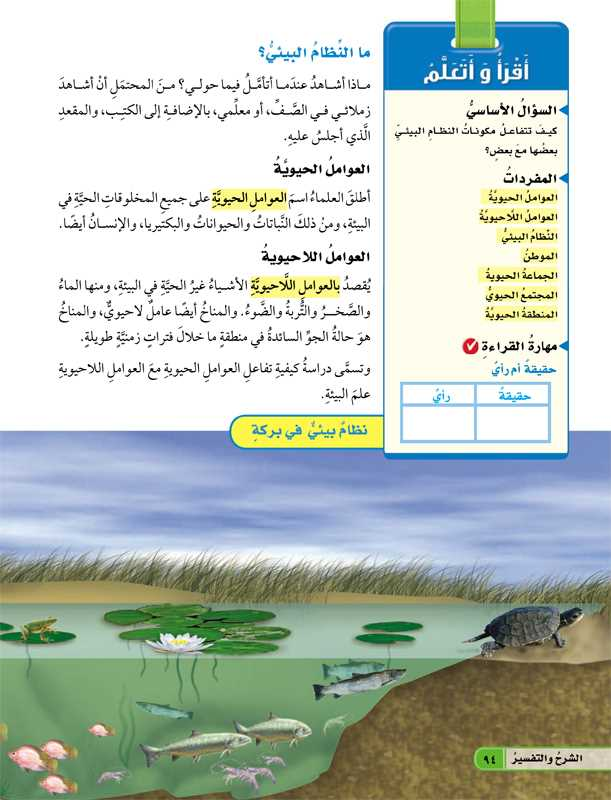 أَقْرَأُ وَ أَتَعَلَّمُ
السؤالُ الأساسيُّ
كيفَ تتفاعلُ مكوناتُ النظامِ البيئيِّ
بعضُها معَ بعضٍ؟
المفرداتُ
العواملُ الحيويَّةُ
العواملُ اللَّاحيويَّةُ
النِّظامُ البيئيُّ
الموطنُ
الجماعةُ الحيويةُ
المجتمعُ الحيويُّ
المنطقةُ الحيويَّةُ
مهارةُ القراءةِ
حقيقةٌ أم رأيٌ
حقيقةٌ
رأيٌ
ما النِّظامُ البيئيُّ؟
ماذا أشاهدُ عندَما أتأمَّلُ فيما حولي؟ منَ المحتمَلِ أنْ أشاهدَ
زملائي في الصَّفِّ، أو معلِّمي، بالإضافةِ إلى الكتبِ، والمقعدِ
الَّذي أجلسُ عليهِ.
العواملُ الحيويَّةُ
أطلقَ العلماءُ اسمَ العواملِ الحيويَّةِ على جميعِ المخلوقاتِ الحيَّةِ في
البيئةِ، ومنْ ذلكَ النَّباتاتُ والحيواناتُ والبكتيريا، والإنسانُ أيضًا.
العواملُ اللاحيويةُ
يُقصدُ بالعواملِ اللَّاحيويَّةِ الأشياءُ غيرُ الحيَّةِ في البيئةِ، ومنها الماءُ
والصَّخرُ والتُّربةُ والضَّوءُ. والمناخُ أيضًا عاملٌ لاحيويٌّ، والمناخُ
هوَ حالةُ الجوِّ السائدةُ في منطقةٍ ما خلالَ فتراتٍ زمنيَّةٍ طويلةٍ.
وتسمَّى دراسةُ كيفيةِ تفاعلِ العواملِ الحيويةِ معَ العواملِ اللاحيويةِ
علمَ البيئةِ.
نظامٌ بيئيٌّ في بركةٍ
الشرحُ والتفسيرُ
٩٤